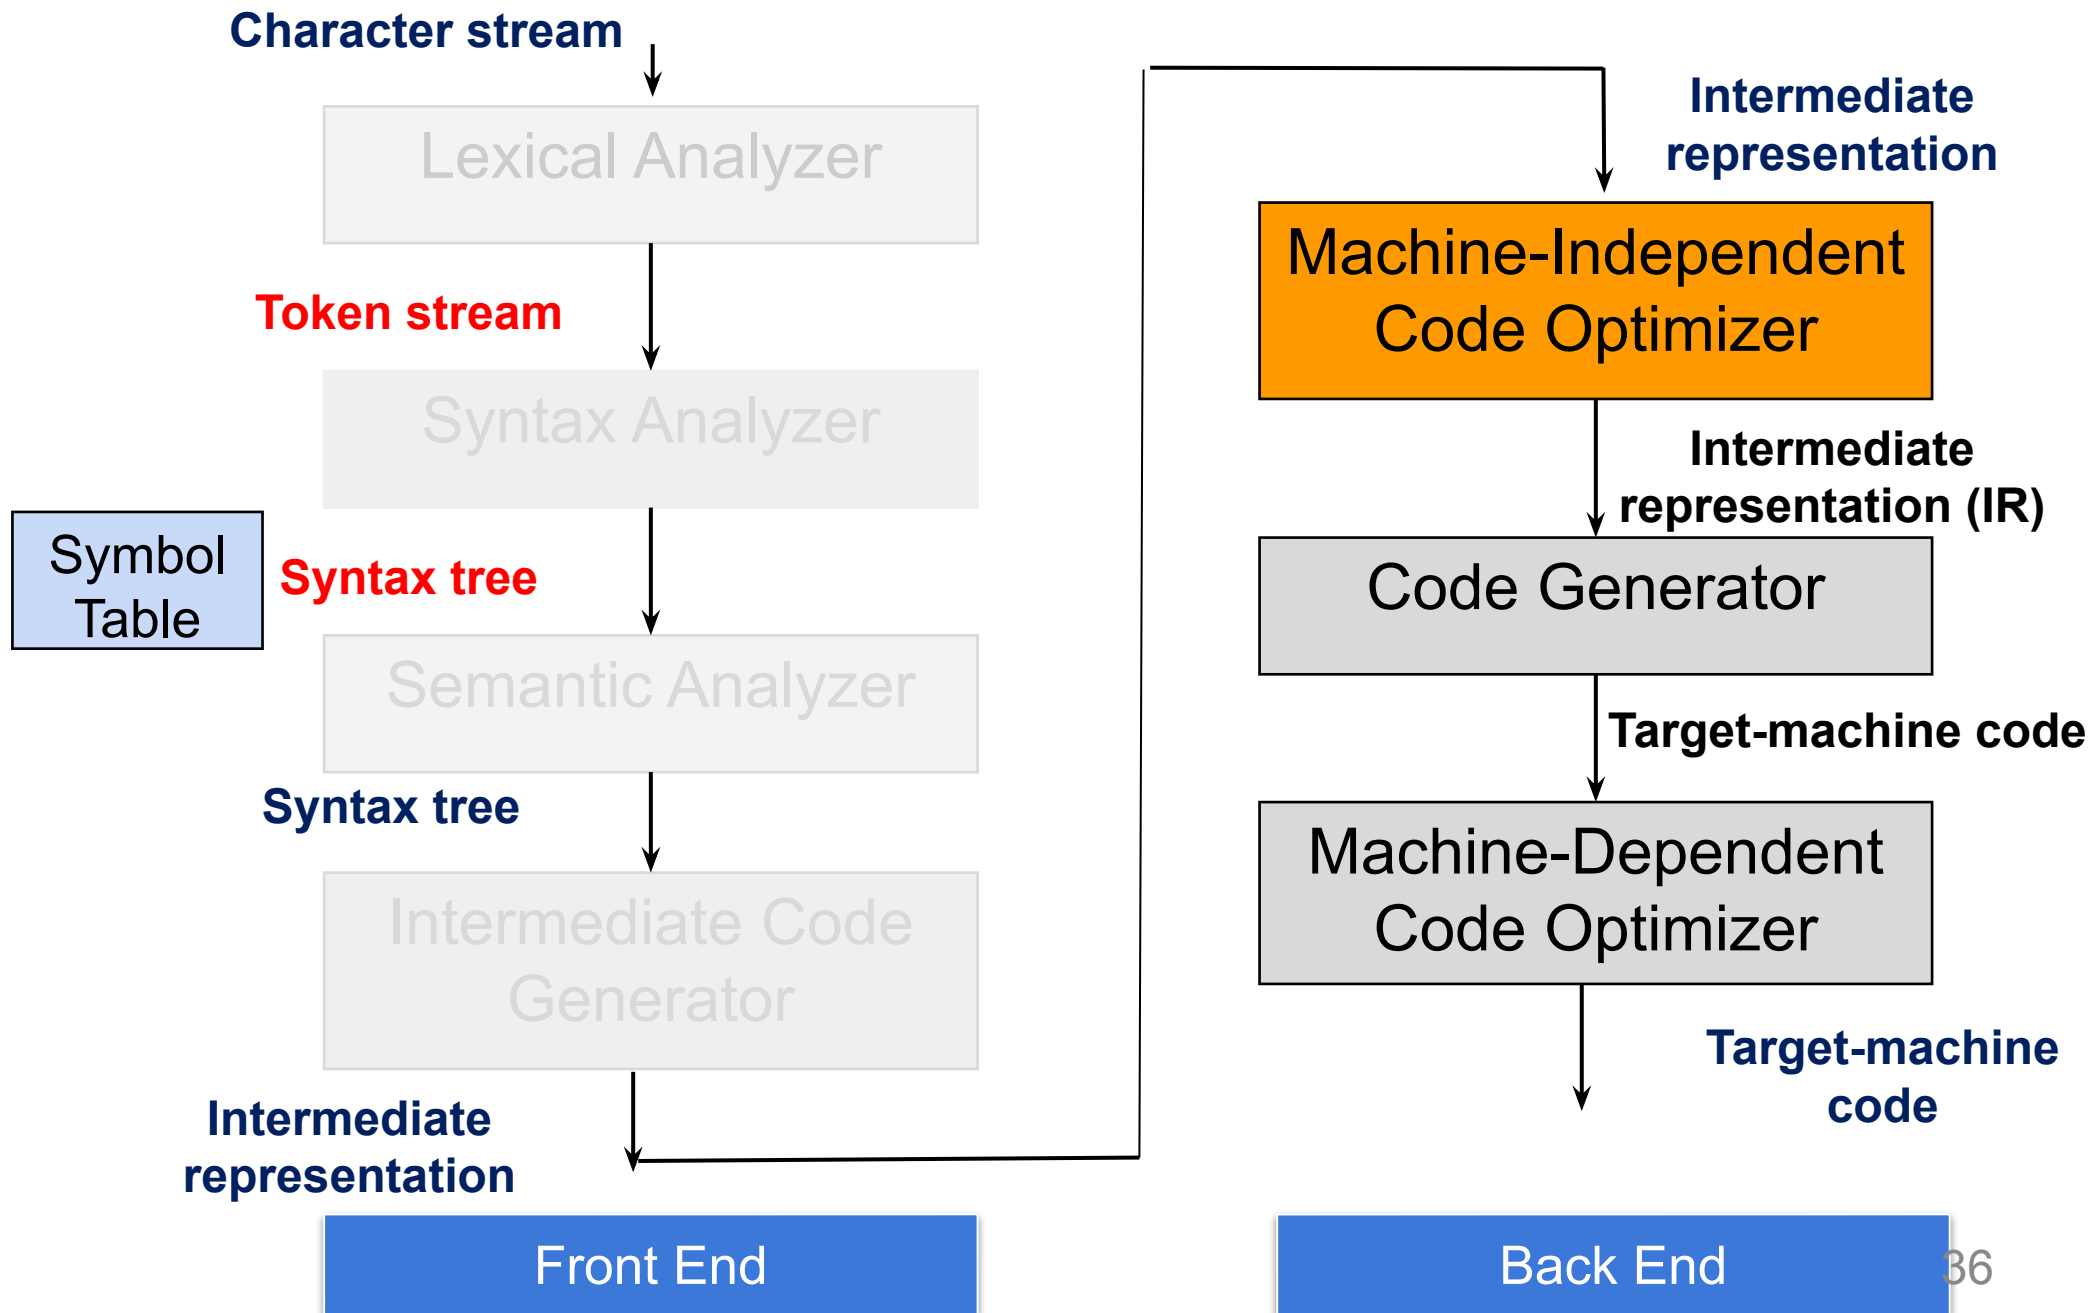 Character stream
Lexical Analyzer
Token stream
Syntax Analyzer
Symbol
Table
Syntax tree
Semantic Analyzer
Syntax tree
Intermediate Code
Generator
Intermediate
representation
Front End
Intermediate
representation
Machine-Independent
Code Optimizer
Intermediate
representation (IR)
Code Generator
Target-machine code
Machine-Dependent
Code Optimizer
Target-machine
code
Back End
36